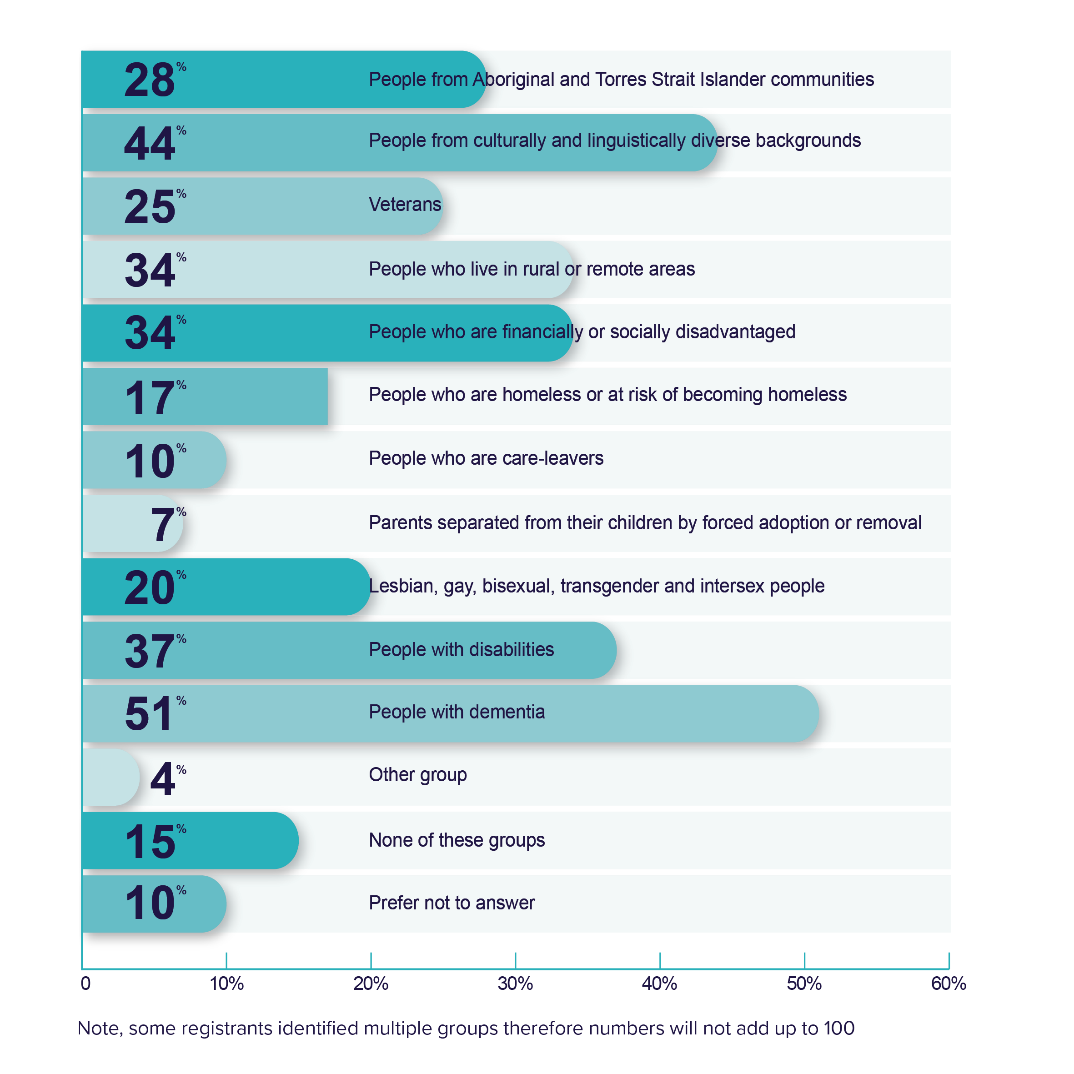 28% People from Aboriginal and Torres Strait Islander communities
44% People from culturally and linguistically diverse backgrounds
25% Veterans
34% People who live in rural or remote areas
34% People who are financially or socially disadvantaged
17% People who are homeless or at risk of becoming homeless
10% People who are care-leavers
7% Parents separated from their children by forced adoption or removal
20% Lesbian, gay, bisexual, transgender and intersex people
37% People with disabilities
51% People with dementia
4% Other group
15% None of these groups
10% Prefer not to answer
0 10% 20% 30% 40% 50% 60%
Note, some registrants identified multiple groups therefore numbers will not add up to 100